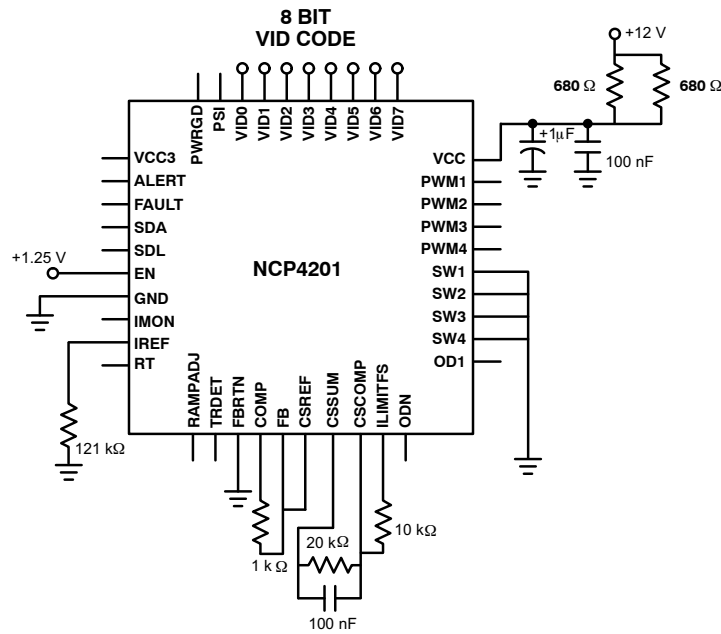 8 BIT
VID CODE
+12 V
680 Ω
680 Ω
+1μF
100 nF
PWRGD
PSI
VID0
VID1
VID2
VID3
VID4
VID5
VID6
VID7
VCC3
ALERT
FAULT
SDA
SDL
+1.25 V
EN
GND
IMON
IREF
RT
NCP4201
VCC
PWM1
PWM2
PWM3
PWM4
SW1
SW2
SW3
SW4
OD1
RAMPADJ
TRDET
FBRTN
COMP
FB
CSREF
CSSUM
CSCOMP
ILIMITFS
ODN
121 kΩ
1 kΩ
20 kΩ
10 kΩ
100 nF